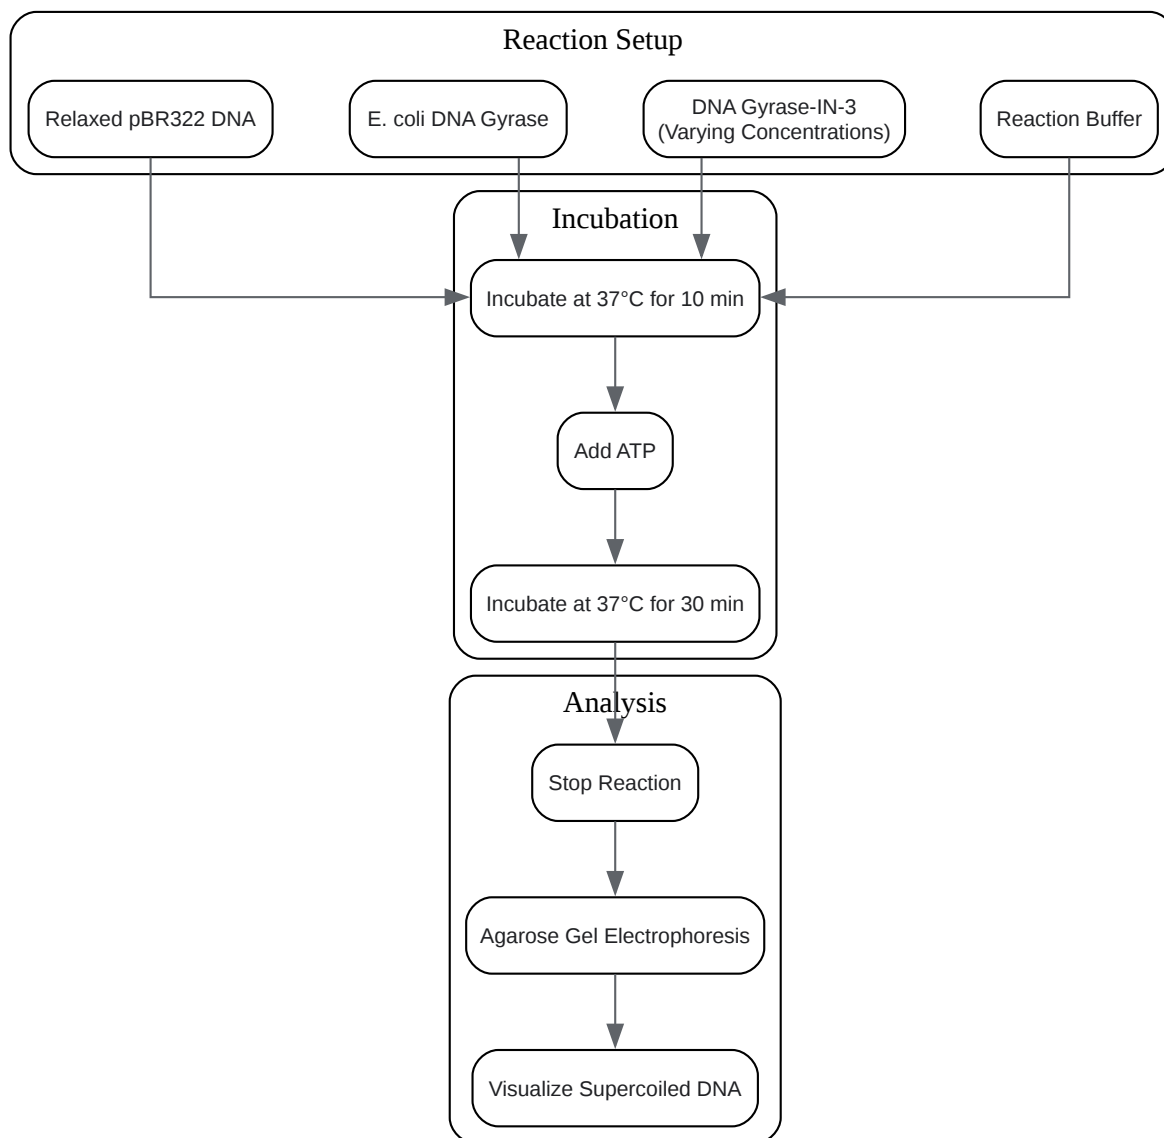 Reaction Setup
Relaxed pBR322 DNA
E. coli DNA Gyrase
DNA Gyrase-IN-3
(Varying Concentrations)
Reaction Buffer
Incubation
Incubate at 37°C for 10 min
Add ATP
Incubate at 37°C for 30 min
Analysis
Stop Reaction
Agarose Gel Electrophoresis
Visualize Supercoiled DNA